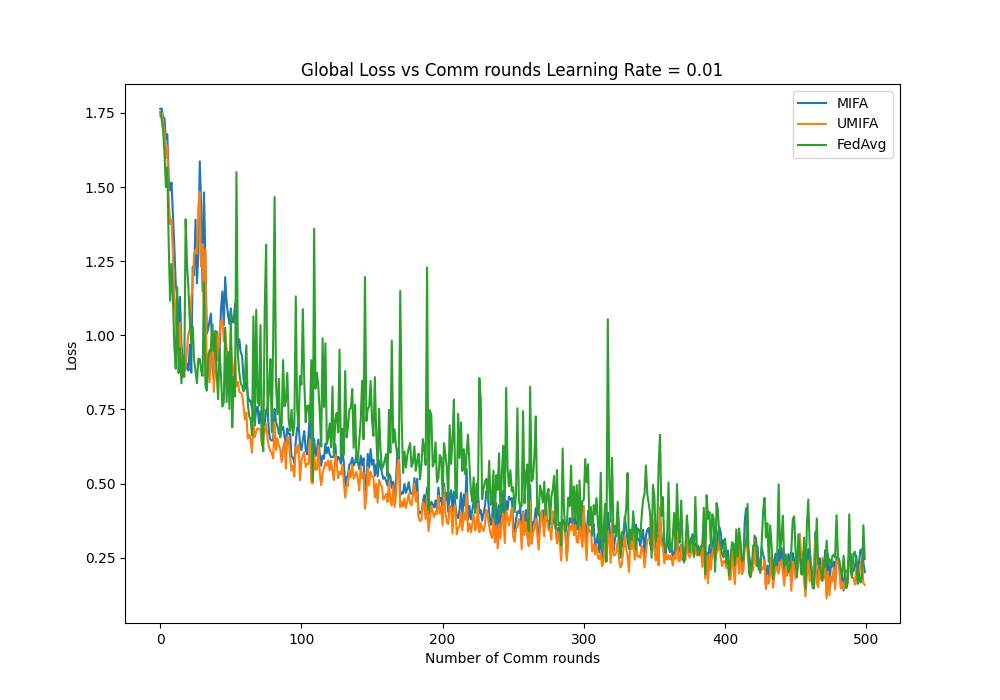 Global Loss vs Comm rounds Learning Rate = 0.01
MIFA
UMIFA
FedAvg
1.75
1.50
1.25
1.00
0.75
0.50
0.25
Loss
0 100 200 300 400 500
Number of Comm rounds